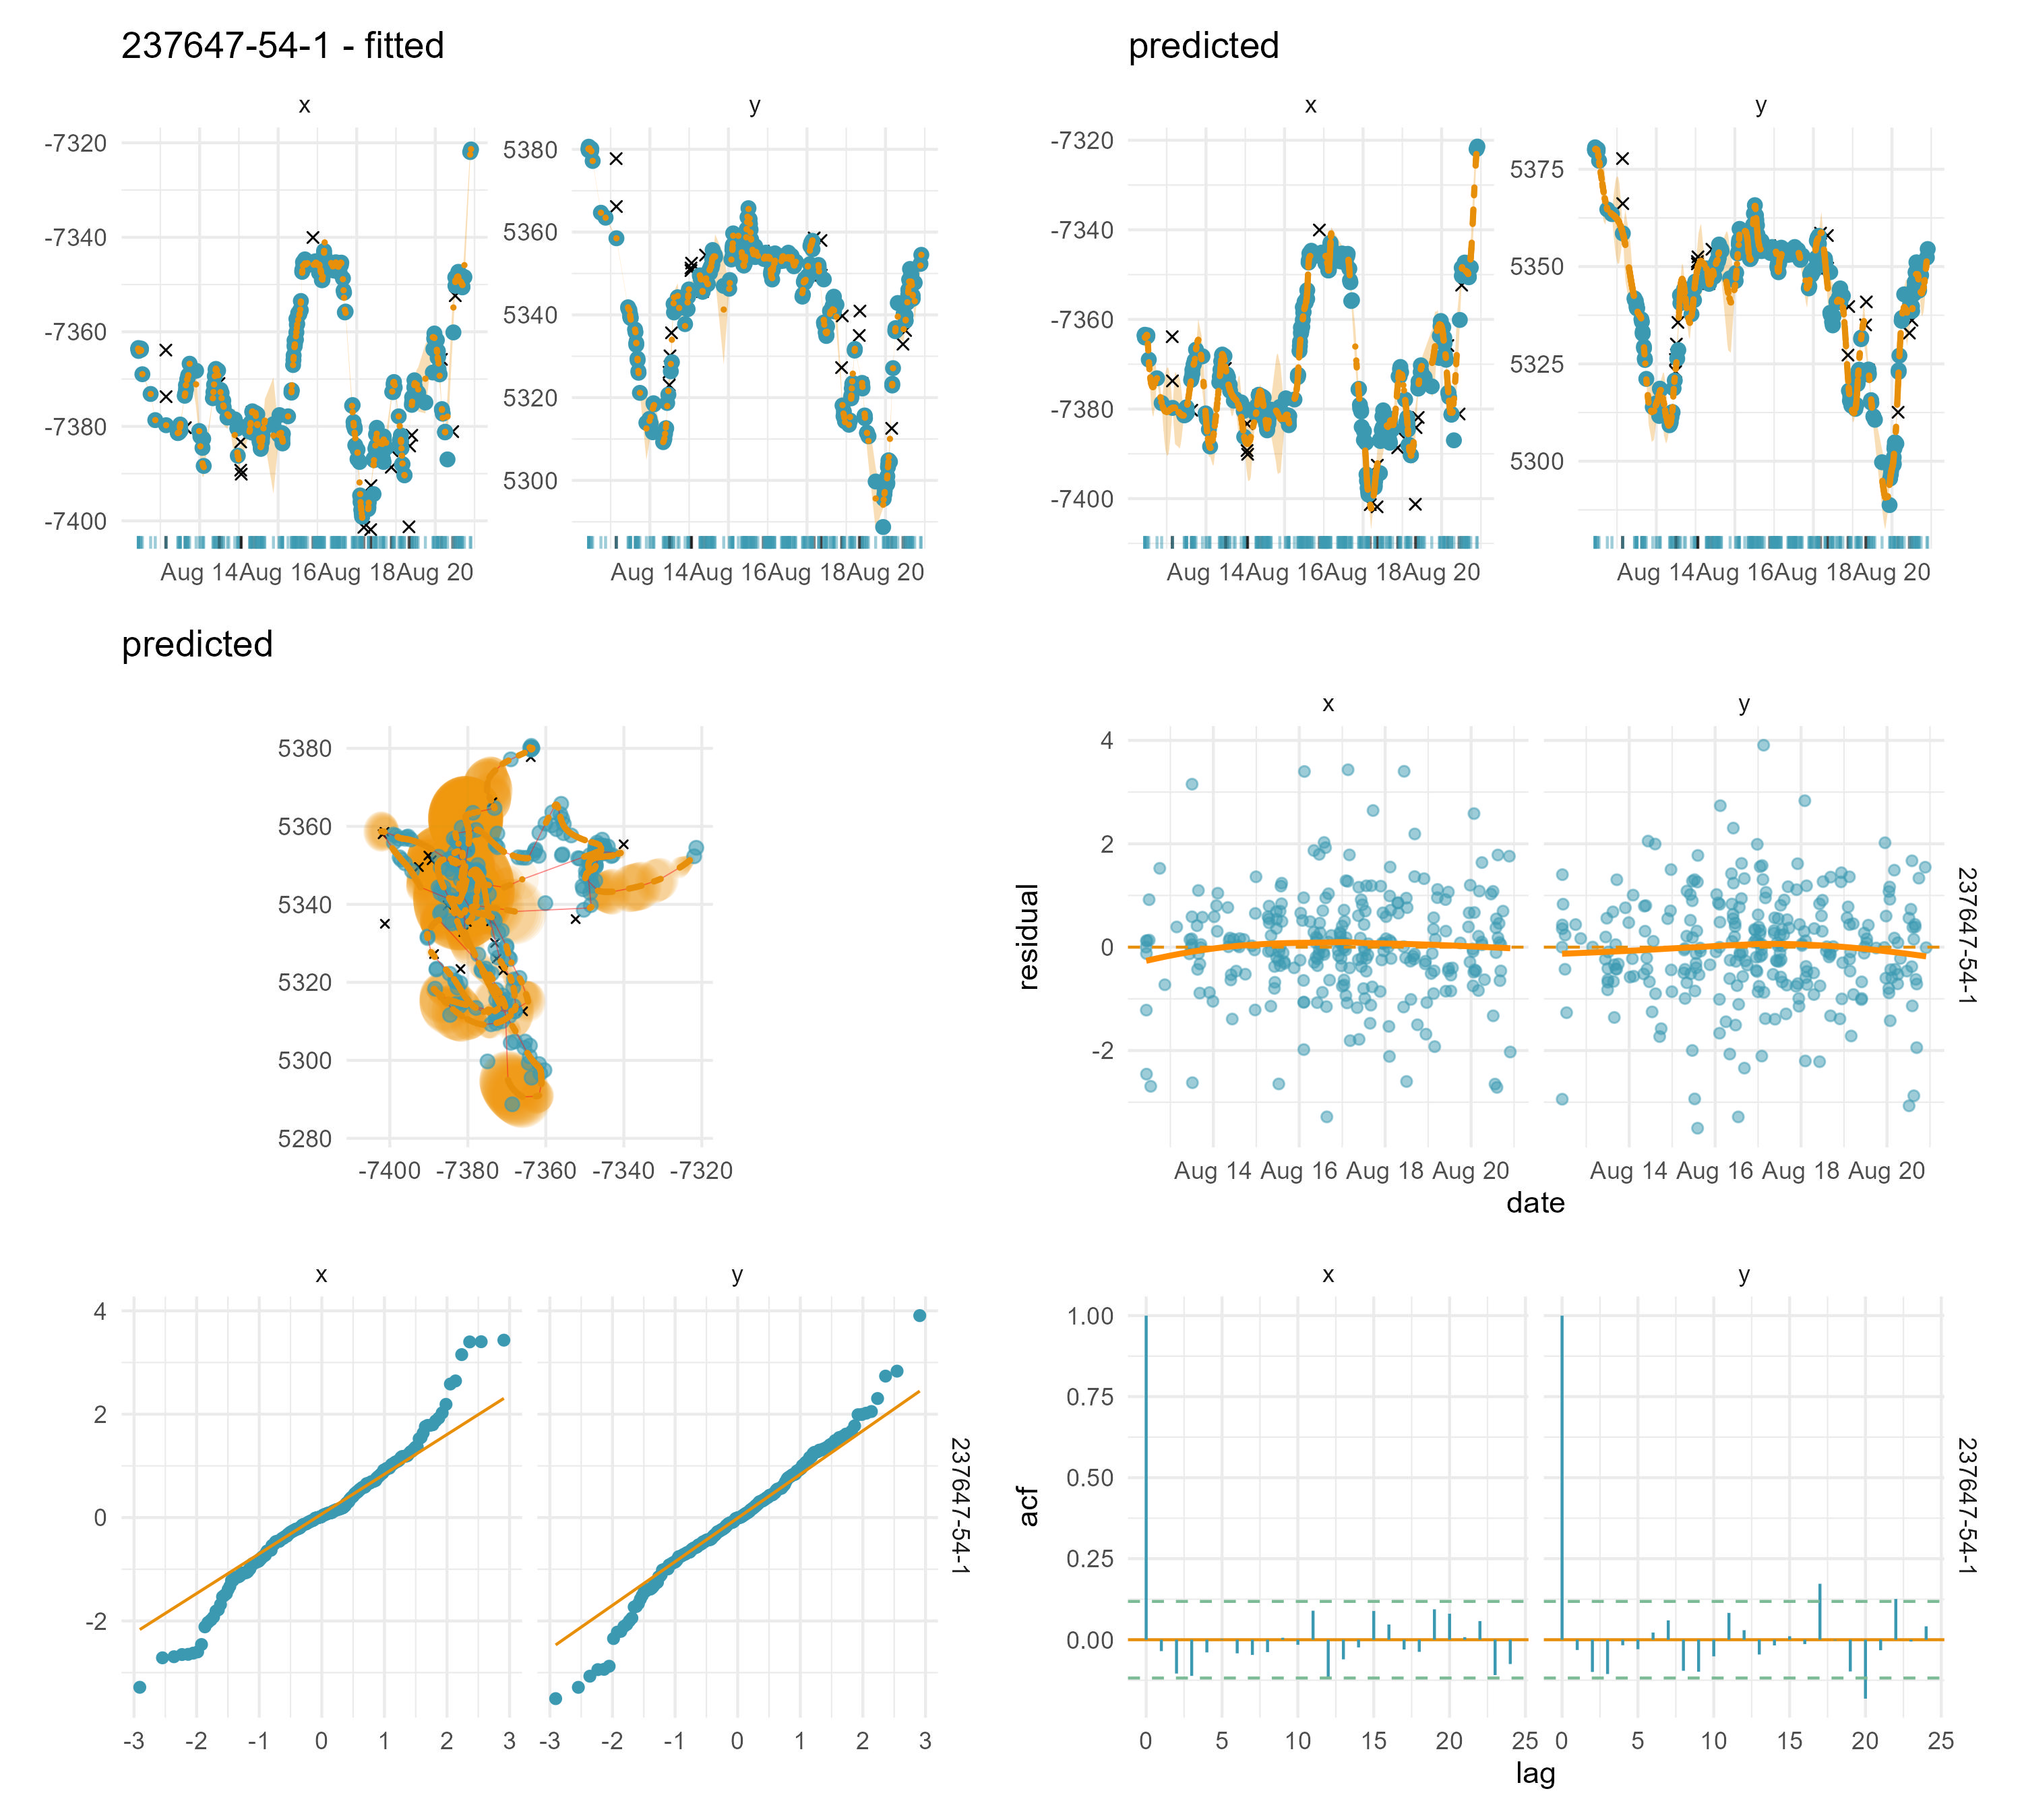 237647-54-1 - fitted
predicted
x
y
x
y
-7320
-7340
-7360
-7380
-7400
5380
5360
5340
5320
5300
-7320
-7340
-7360
-7380
-7400
5375
5350
5325
5300
Aug 14Aug 16Aug 18Aug 20
Aug 14Aug 16Aug 18Aug 20
Aug 14Aug 16Aug 18Aug 20
Aug 14Aug 16Aug 18Aug 20
predicted
5380
5360
5340
5320
5300
5280
-7400 -7380 -7360 -7340 -7320
x
y
residual
4
2
0
-2
237647-54-1
Aug 14 Aug 16 Aug 18 Aug 20
Aug 14 Aug 16 Aug 18 Aug 20
date
x
y
4
2
0
-2
237647-54-1
-3 -2 -1 0 1 2 3
-3 -2 -1 0 1 2 3
x
y
acf
1.00
0.75
0.50
0.25
0.00
237647-54-1
0 5 10 15 20 25
0 5 10 15 20 25
lag